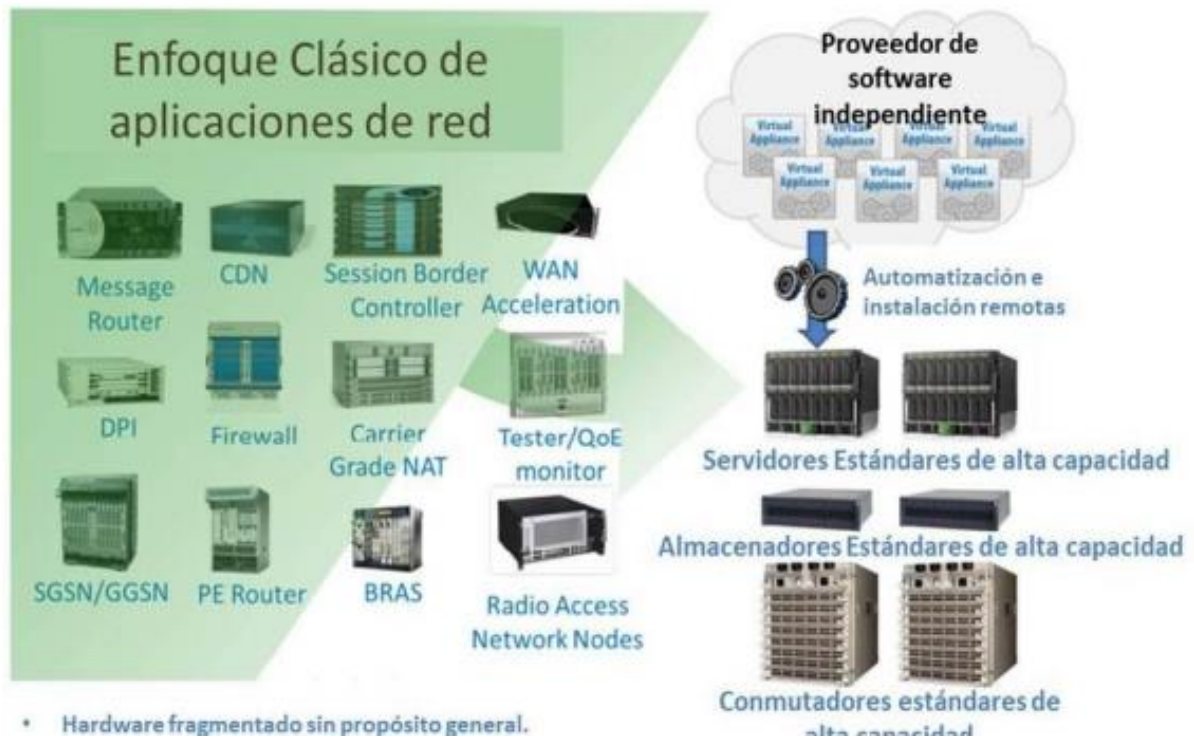 Enfoque Clásico de
aplicaciones de red
Message
Router
CDN
Session Border
Controller
WAN
Acceleration
DPI
Firewall
Carrier
Grade NAT
Tester/QoE
monitor
SGSN/GGSN
PE Router
BRAS
Radio Access
Network Nodes
• Hardware fragmentado sin propósito general.
Proveedor de
software
independiente
Virtual
Appliance
Virtual
Appliance
Virtual
Appliance
Virtual
Appliance
Virtual
Appliance
Virtual
Appliance
Virtual
Appliance
Automatización e
instalación remotas
Servidores Estándares de alta capacidad
Almacenadores Estándares de alta capacidad
Conmutadores estándares de
alta capacidad